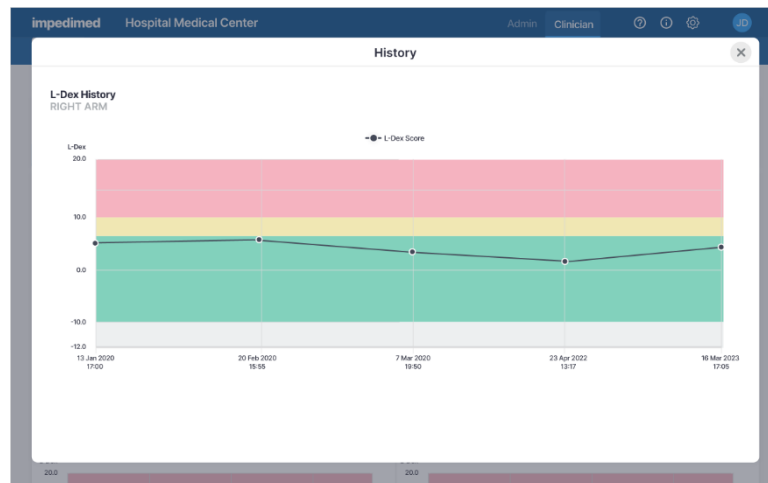 impedimed Hospital Medical Center Admin Clinician JD
History
L-Dex History
RIGHT ARM
L-Dex Score
L-Dex
20.0
10.0
0.0
-10.0
-12.0
13 Jan 2020 20 Feb 2020 7 Mar 2020 23 Apr 2022 16 Mar 2023
17:00 15:55 19:50 13:17 17:05
20.0 20.0